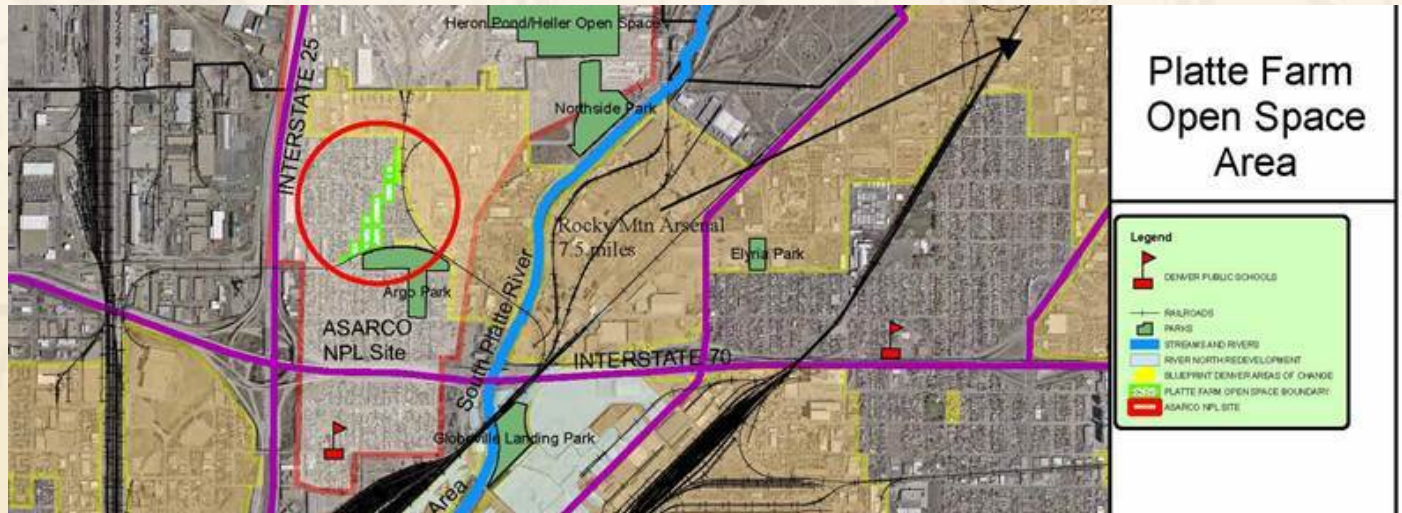 Heron Pond/Heller Open Space
INTERSTATE 25
Northside Park
Rocky Mtn Arsenal
7.5 miles
Elyria Park
Argo Park
ASARCO
NPL Site
South Platte River
INTERSTATE 70
Globeville Landing Park
Area
Platte Farm
Open Space
Area
Legend
DENVER PUBLIC SCHOOLS
RAILROADS
PARKS
STREAMS AND RIVERS
RIVER NORTH REDEVELOPMENT
BLUEPRINT DENVER AREAS OF CHANGE
PLATTE FARM OPEN SPACE BOUNDARY
ASARCO NPL SITE